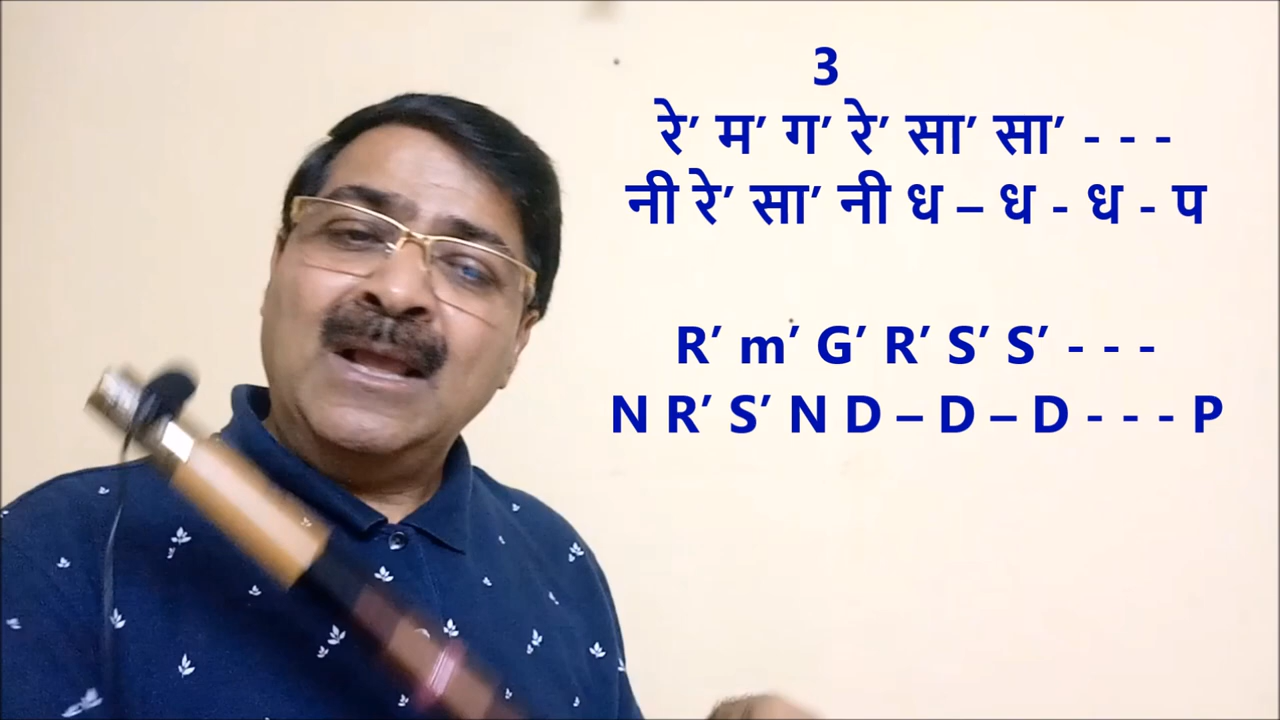 3
रे’ म’ ग’ रे’ सा’ सा’ - - -
नी रे’ सा’ नी ध – ध - ध - प
R’ m’ G’ R’ S’ S’ - - -
N R’ S’ N D – D – D - - - P